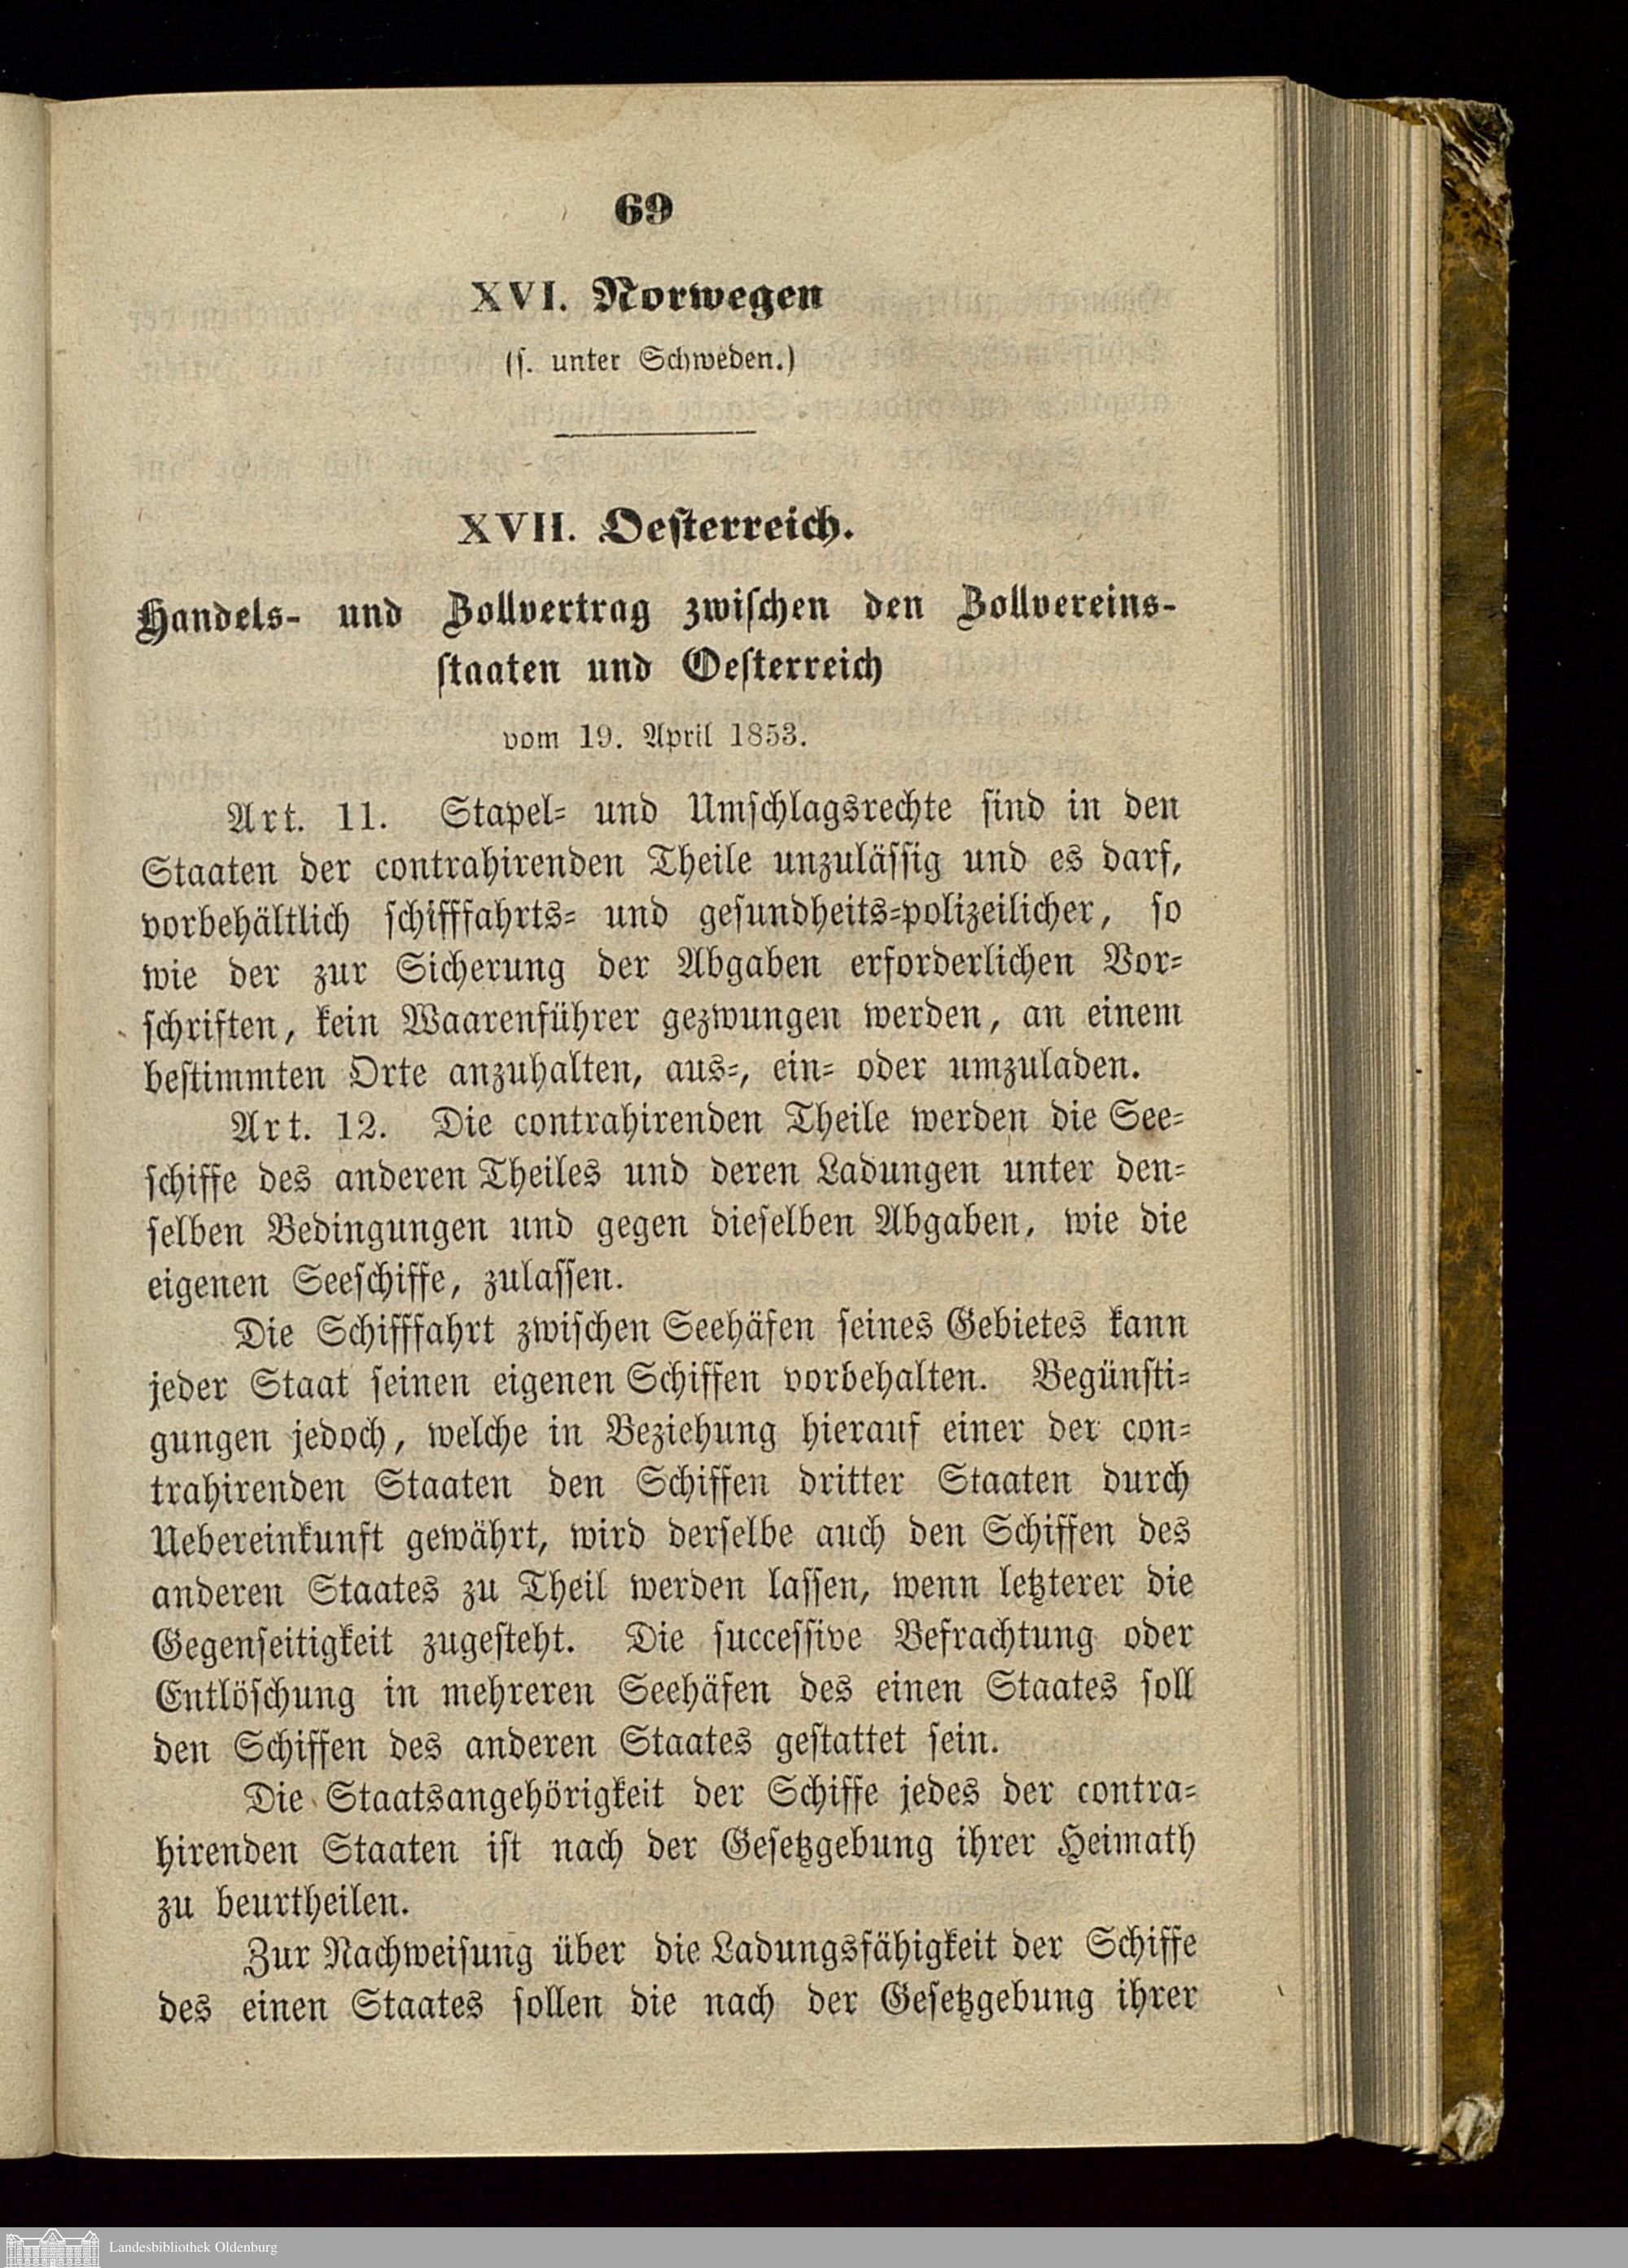 69
XVI. Norwegen
(s. unter Schweden.)
XVII. Oesterreich.
Handels- und Zollvertrag zwischen den Zollvereins-
staaten und Oesterreich
vom 19. April 1853.
Art. 11. Stapel- und Umschlagsrechte sind in den
Staaten der contrahirenden Theile unzulässig und es darf,
vorbehältlich schifffahrts- und gesundheits-polizeilicher, so
wie der zur Sicherung der Abgaben erforderlichen Vor-
schriften, kein Waarenführer gezwungen werden, an einem
bestimmten Orte anzuhalten, aus-, ein- oder umzuladen.
Art. 12. Die contrahirenden Theile werden die See-
schiffe des anderen Theiles und deren Ladungen unter den-
selben Bedingungen und gegen dieselben Abgaben, wie die
eigenen Seeschiffe, zulassen.
Die Schifffahrt zwischen Seehäfen seines Gebietes kann
jeder Staat seinen eigenen Schiffen vorbehalten. Begünsti-
gungen jedoch, welche in Beziehung hierauf einer der con-
trahirenden Staaten den Schiffen dritter Staaten durch
Uebereinkunft gewährt, wird derselbe auch den Schiffen des
anderen Staates zu Theil werden lassen, wenn letzterer die
Gegenseitigkeit zugesteht. Die successive Befrachtung oder
Entlöschung in mehreren Seehäfen des einen Staates soll
den Schiffen des anderen Staates gestattet sein.
Die Staatsangehörigkeit der Schiffe jedes der contra-
hirenden Staaten ist nach der Gesetzgebung ihrer Heimath
zu beurtheilen.
Zur Nachweisung über die Ladungsfähigkeit der Schiffe
des einen Staates sollen die nach der Gesetzgebung ihrer
Landesbibliothek Oldenburg